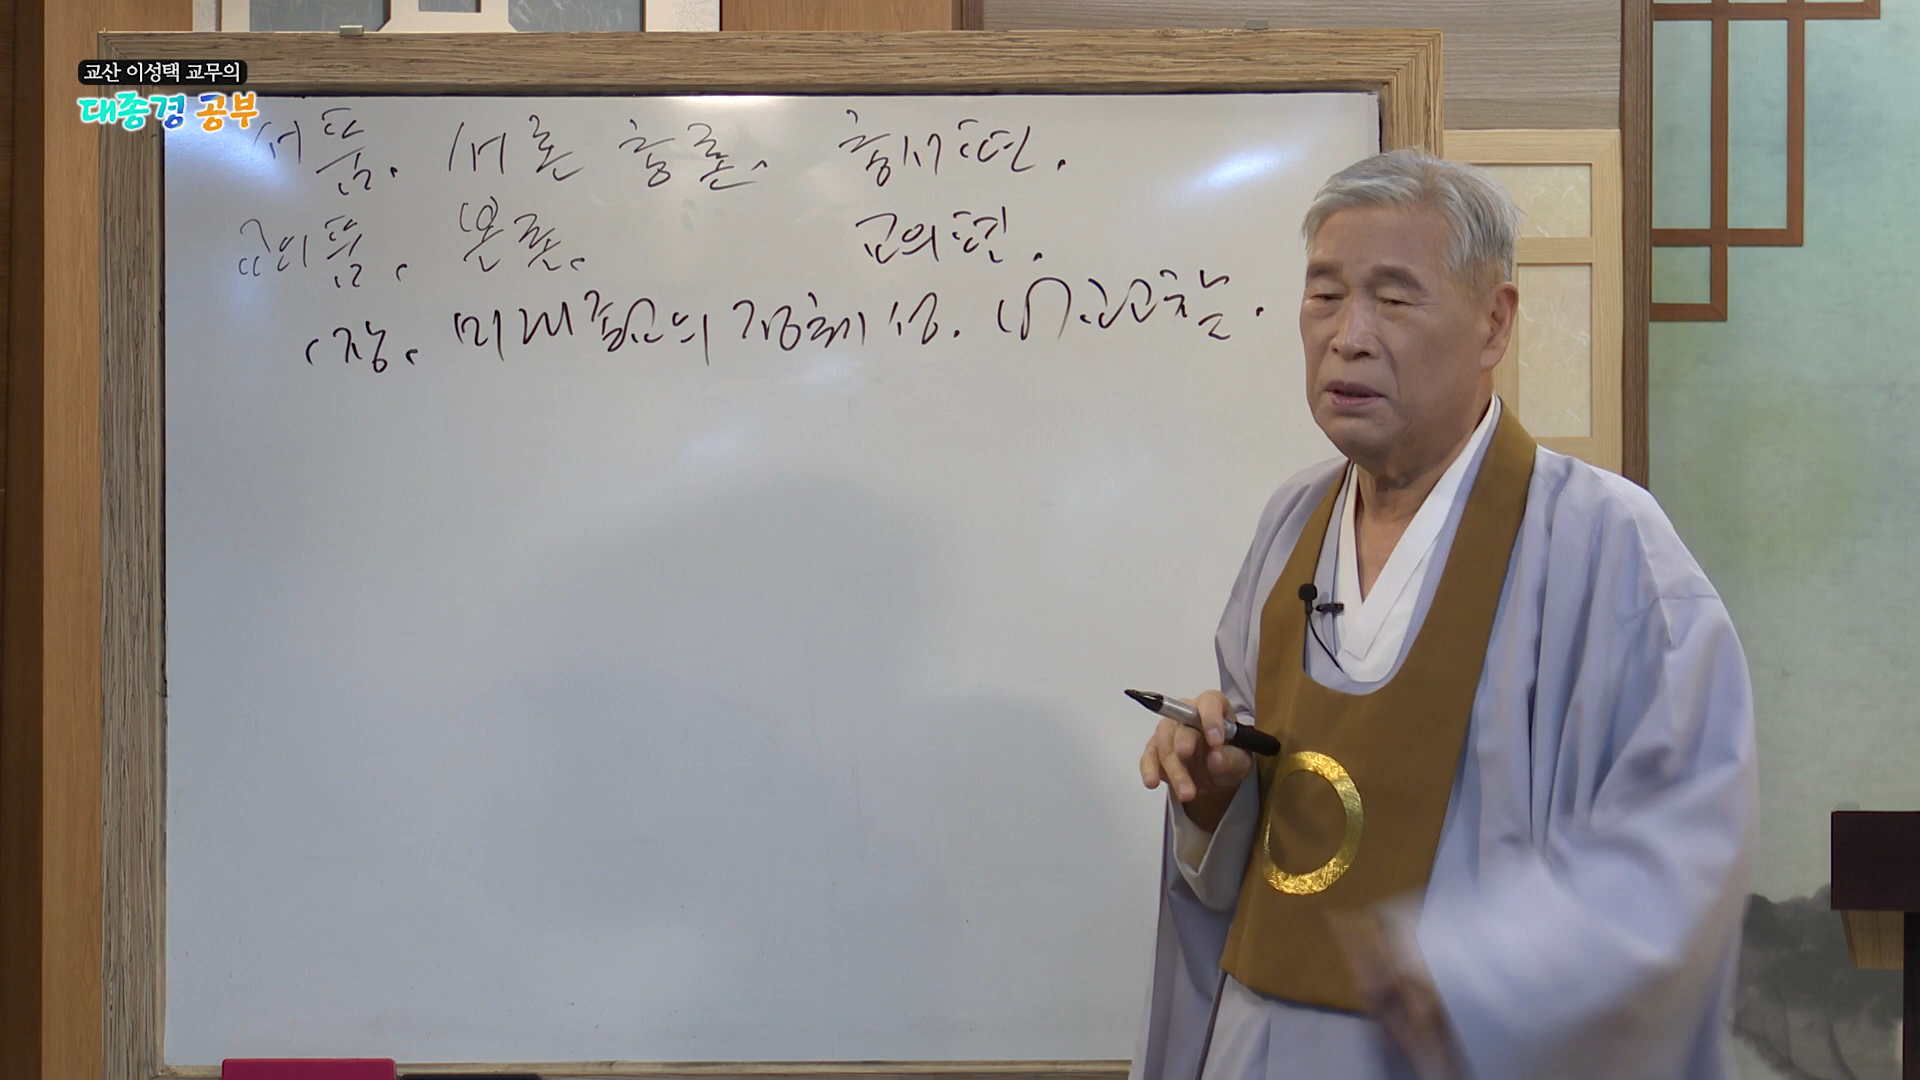 교산 이성택 교무의
대종경 공부
서품. 서론 총론. 총서편.
교의품. 본론. 교의편.
1장. 미래종교의 정체성.